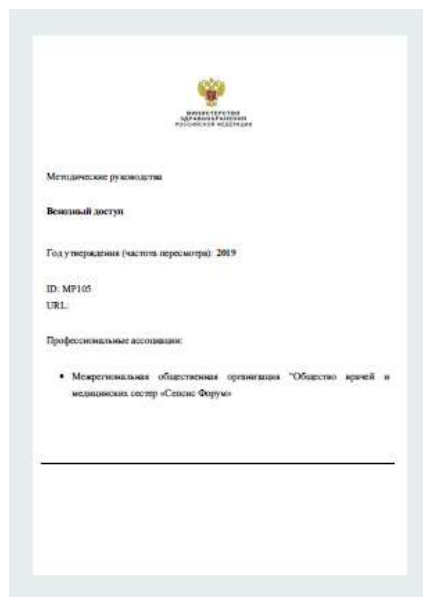 МИНИСТЕРСТВО
ЗДРАВООХРАНЕНИЯ
РОССИЙСКОЙ ФЕДЕРАЦИИ
Методические руководства
Венозный доступ
Год утверждения (частота пересмотра): 2019
ID: МР105
URL:
Профессиональные ассоциации:
• Межрегиональная общественная организация "Общество врачей и
медицинских сестер «Сепсис Форум»